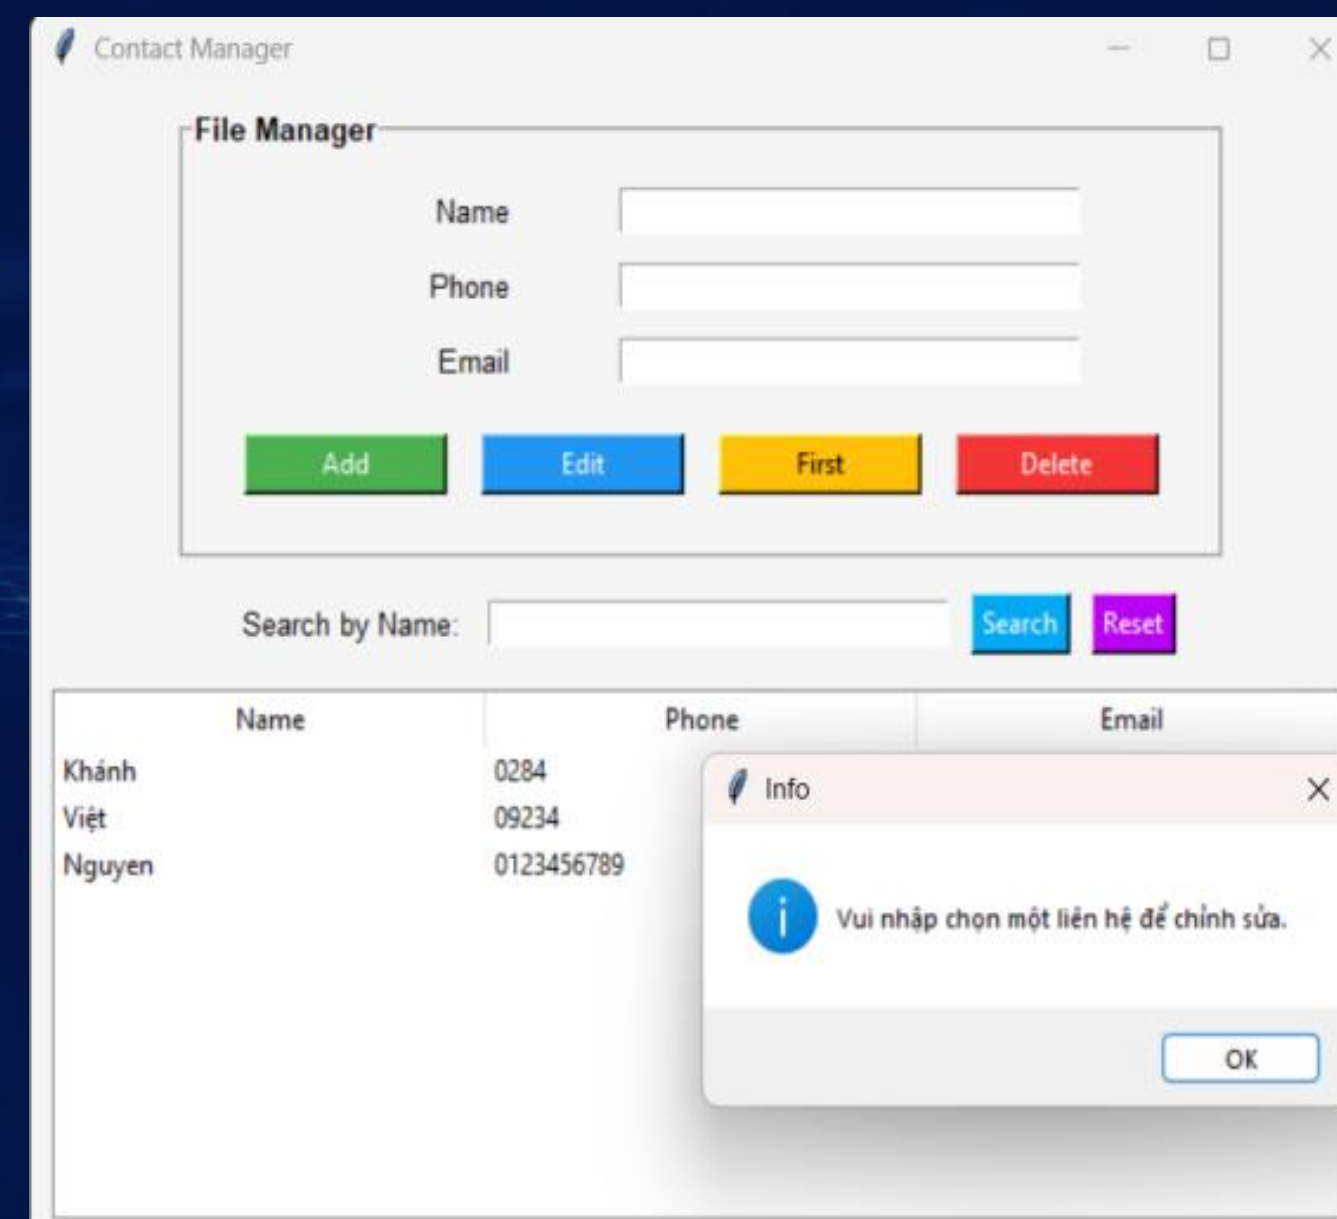 Contact Manager
File Manager
Name
Phone
Email
Add Edit First Delete
Search by Name: Search Reset
Name Phone Email
Khánh 0284
Việt 09234
Nguyen 0123456789
Info
Vui nhập chọn một liên hệ để chỉnh sửa.
OK